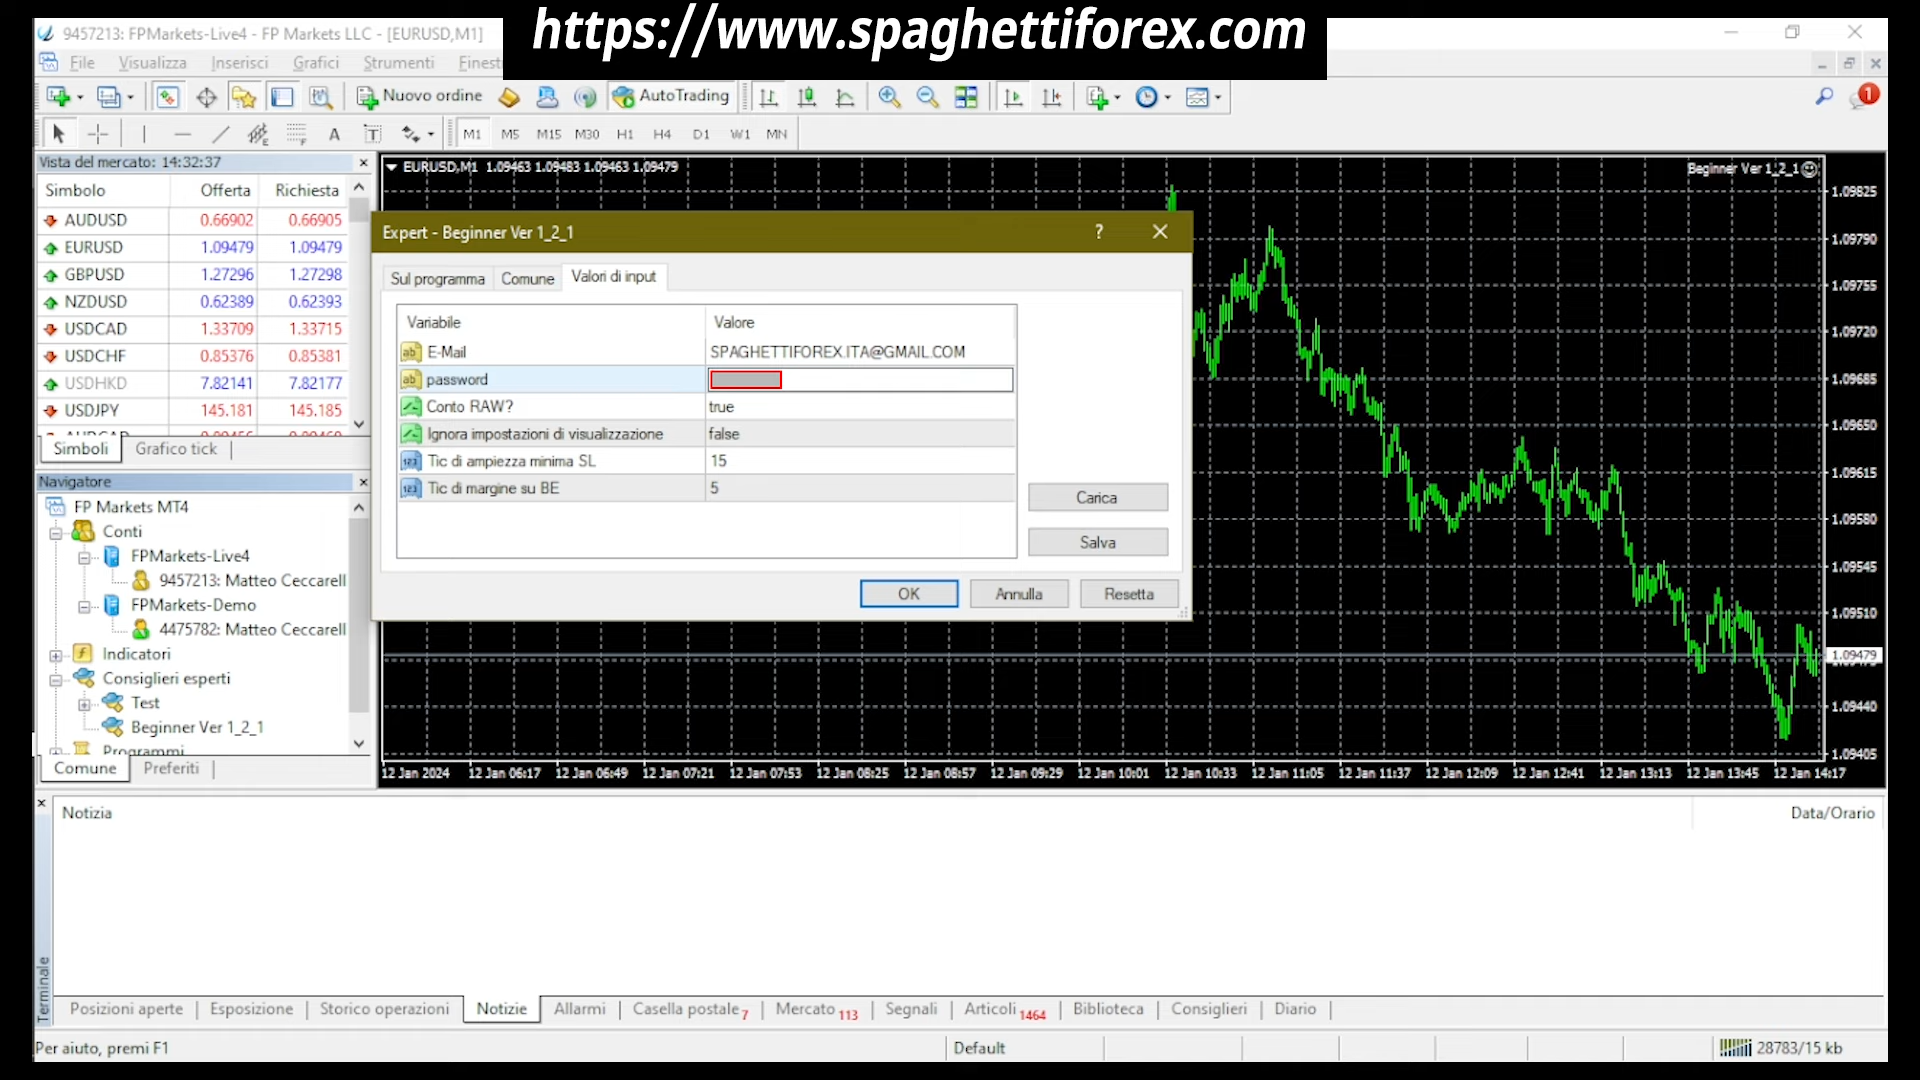 https://www.spaghettiforex.com
9457213: FPMarkets-Live4 - FP Markets LLC - [EURUSD,M1]
File Visualizza Inserisci Grafici Strumenti
Nuovo ordine AutoTrading 1
A T M1 M5 M15 M30 H1 H4 D1 W1 MN
Vista del mercato: 14:32:37
Simbolo Offerta Richiesta
AUDUSD 0.66902 0.66905
EURUSD 1.09479 1.09479
GBPUSD 1.27296 1.27298
NZDUSD 0.62389 0.62393
USDCAD 1.33709 1.33715
USDCHF 0.85376 0.85381
USDHKD 7.82141 7.82177
USDJPY 145.181 145.185
Simboli Grafico tick
Navigatore
FP Markets MT4
Conti
FPMarkets-Live4
9457213: Matteo Ceccarell
FPMarkets-Demo
4475782: Matteo Ceccarell
Indicatori
Consiglieri esperti
Test
Beginner Ver 1_2_1
Programmi
Comune Preferiti
EURUSD,M1 1.09463 1.09483 1.09463 1.09479
Beginner Ver 1_2_1
1.09825
1.09790
1.09755
1.09720
1.09685
1.09650
1.09615
1.09580
1.09545
1.09510
1.09479
1.09440
1.09405
12 Jan 2024 12 Jan 06:17 12 Jan 06:49 12 Jan 07:21 12 Jan 07:53 12 Jan 08:25 12 Jan 08:57 12 Jan 09:29 12 Jan 10:01 12 Jan 10:33 12 Jan 11:05 12 Jan 11:37 12 Jan 12:09 12 Jan 12:41 12 Jan 13:13 12 Jan 13:45 12 Jan 14:17
Expert - Beginner Ver 1_2_1 ?
Sul programma Comune Valori di input
Variabile Valore
E-Mail SPAGHETTIFOREX.ITA@GMAIL.COM
password
Conto RAW? true
Ignora impostazioni di visualizzazione false
Tic di ampiezza minima SL 15
Tic di margine su BE 5
Carica
Salva
OK Annulla Resetta
Notizia Data/Orario
Terminale
Posizioni aperte Esposizione Storico operazioni Notizie Allarmi Casella postale 7 Mercato 113 Segnali Articoli 1464 Biblioteca Consiglieri Diario
Per aiuto, premi F1 Default 28783/15 kb